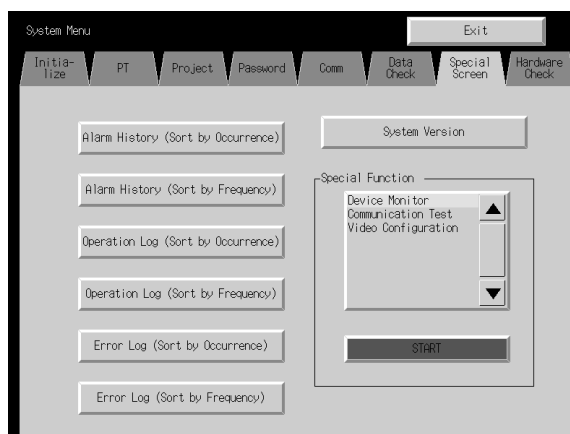 System Menu
Exit
Initia-
lize
PT
Project
Password
Comm
Data
Check
Special
Screen
Hardware
Check
Alarm History (Sort by Occurrence)
Alarm History (Sort by Frequency)
Operation Log (Sort by Occurrence)
Operation Log (Sort by Frequency)
Error Log (Sort by Occurrence)
Error Log (Sort by Frequency)
System Version
Special Function
Device Monitor
Communication Test
Video Configuration
START